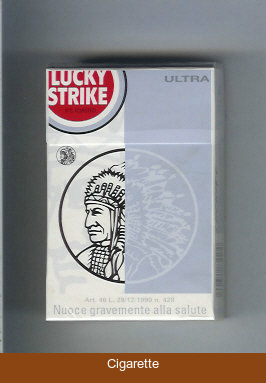 LUCKY
STRIKE
ULTRA
Art. 46 L. 29/12/1990 n. 428
Nuoce gravemente alla salute
Cigarette